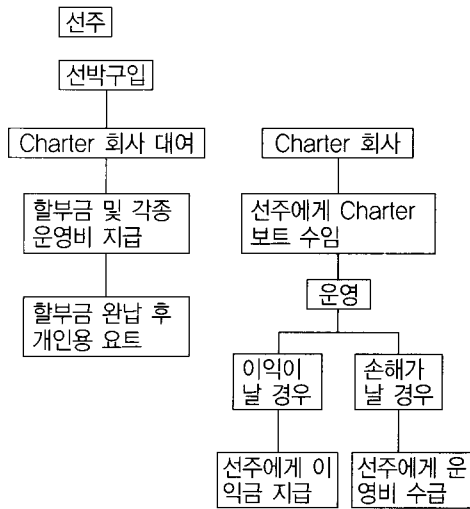 선주
선박구입
Charter 회사 대여
할부금 및 각종
운영비 지급
할부금 완납 후
개인용 요트
Charter 회사
선주에게 Charter
보트 수임
운영
이익이
날 경우
손해가
날 경우
선주에게 이
익금 지급
선주에게 운
영비 수급